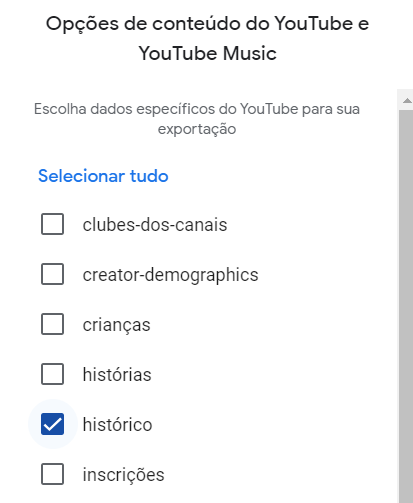 Opções de conteúdo do YouTube e
YouTube Music
Escolha dados específicos do YouTube para sua
exportação
Selecionar tudo
clubes-dos-canais
creator-demographics
crianças
histórias
histórico
inscrições